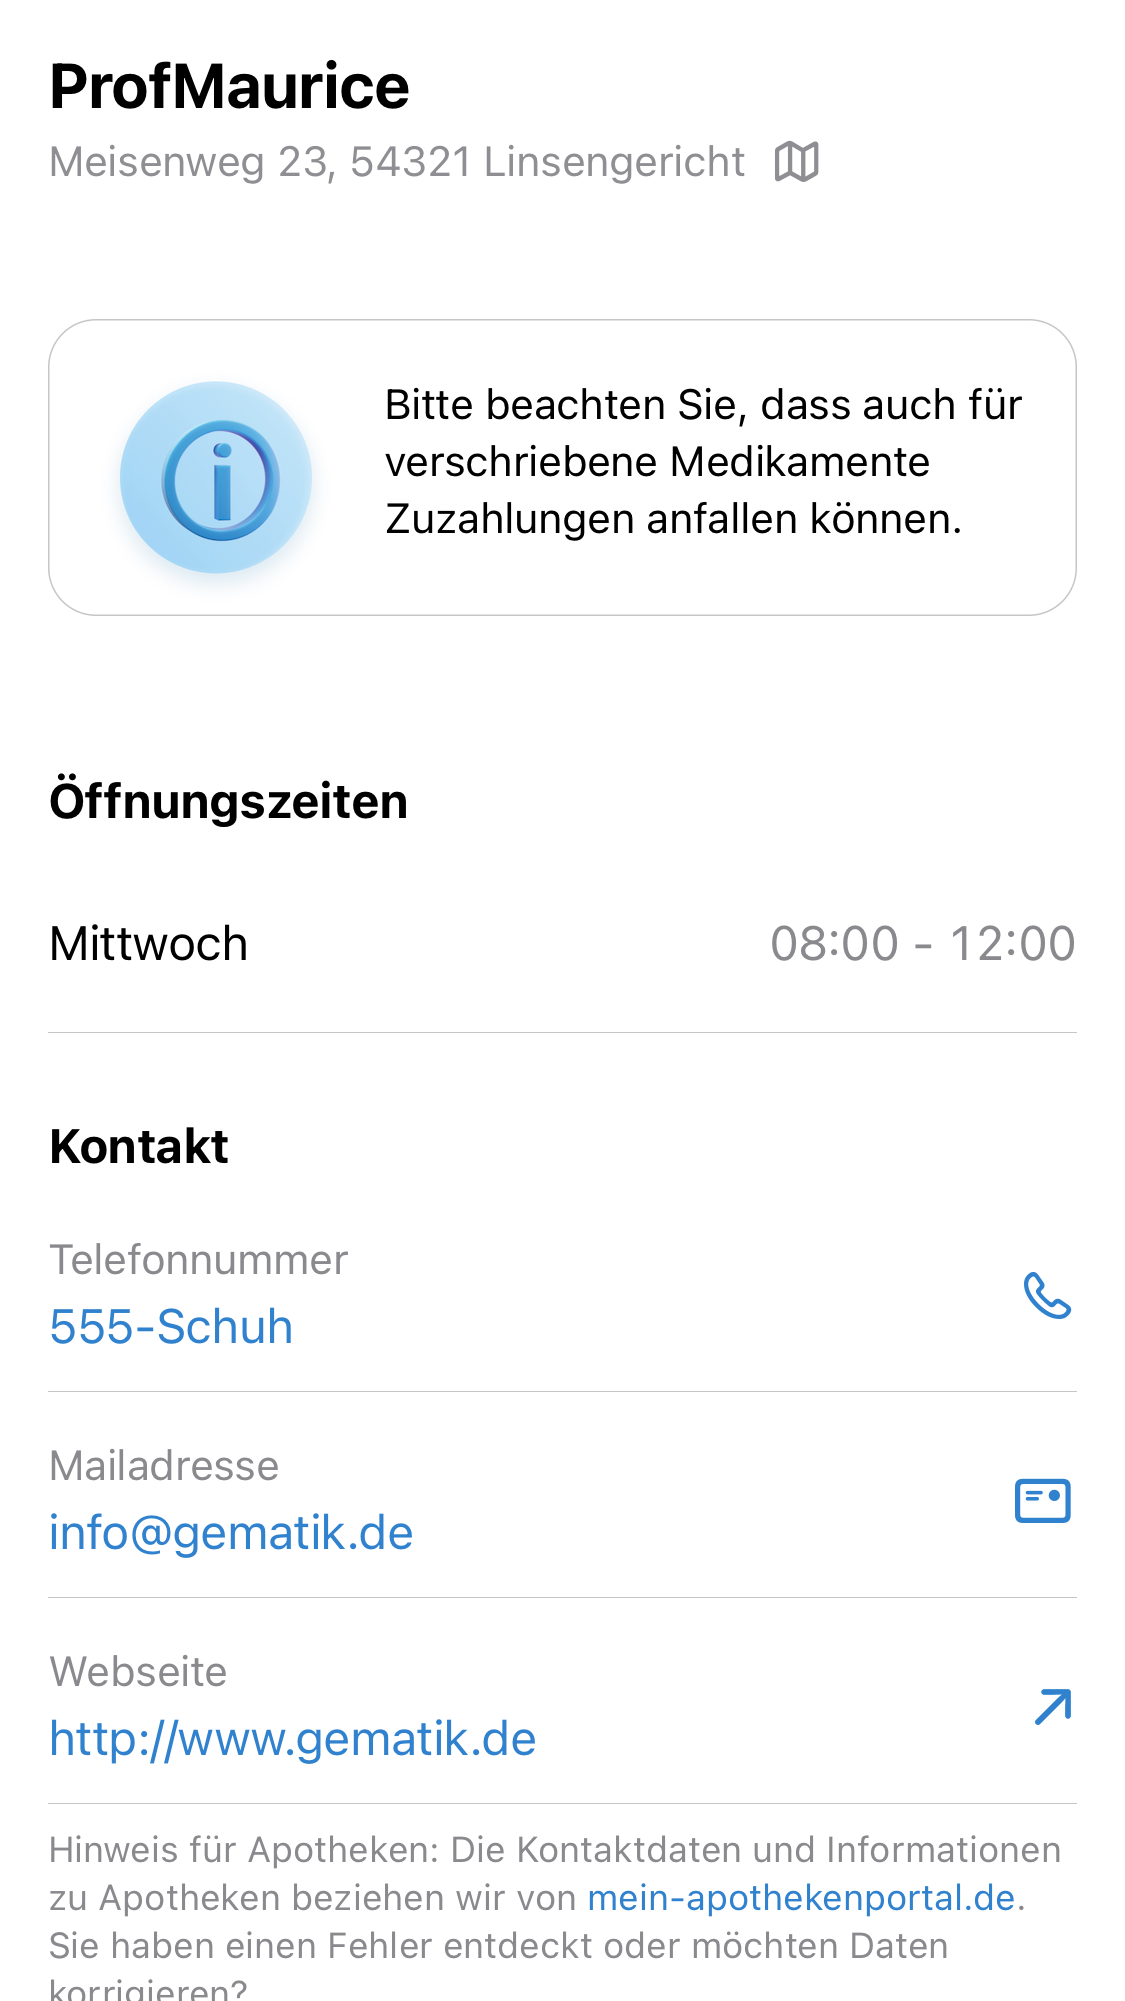 ProfMaurice
Meisenweg 23, 54321 Linsengericht
Bitte beachten Sie, dass auch für
verschriebene Medikamente
Zuzahlungen anfallen können.
Öffnungszeiten
Mittwoch 08:00 - 12:00
Kontakt
Telefonnummer
555-Schuh
Mailadresse
info@gematik.de
Webseite
http://www.gematik.de
Hinweis für Apotheken: Die Kontaktdaten und Informationen
zu Apotheken beziehen wir von mein-apothekenportal.de.
Sie haben einen Fehler entdeckt oder möchten Daten
korrigieren?